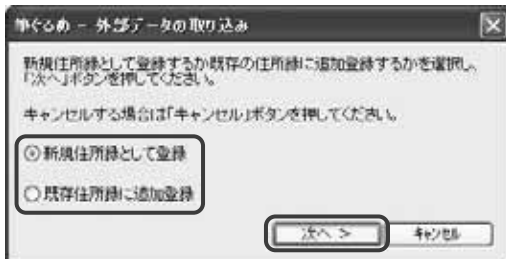 筆ぐるめ - 外部データの取り込み
新規住所録として登録するか既存の住所録に追加登録するかを選択し、
「次へ」ボタンを押してください。
キャンセルする場合は「キャンセル」ボタンを押してください。
新規住所録として登録
既存住所録に追加登録
次へ >
キャンセル